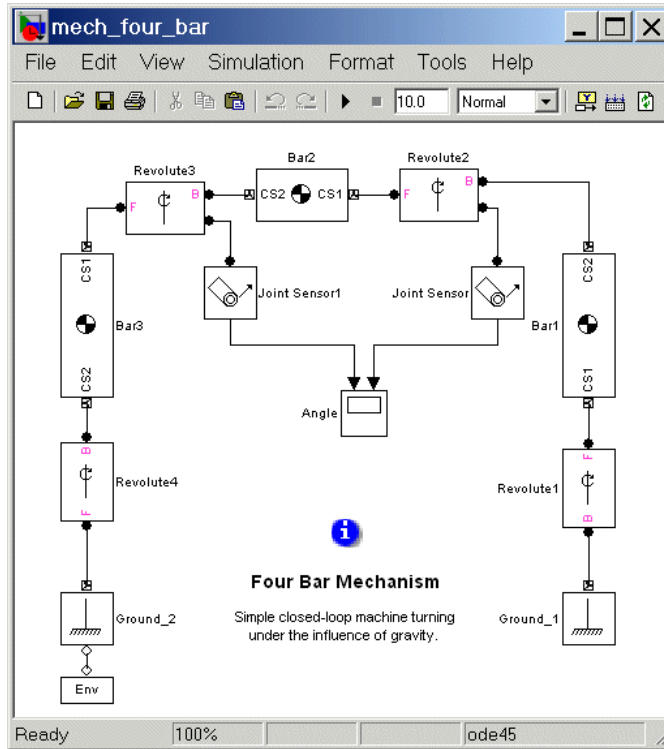 mech_four_bar
File Edit View Simulation Format Tools Help
10.0 Normal
Bar2
Revolute3
Revolute2
F B
CS2 CS1
F B
CS1
Bar3
CS2
Joint Sensor1
Joint Sensor
CS2
Bar1
CS1
Angle
B
Revolute4
F
F
Revolute1
B
i
Four Bar Mechanism
Simple closed-loop machine turning
under the influence of gravity.
Ground_2
Ground_1
Env
Ready 100% ode45